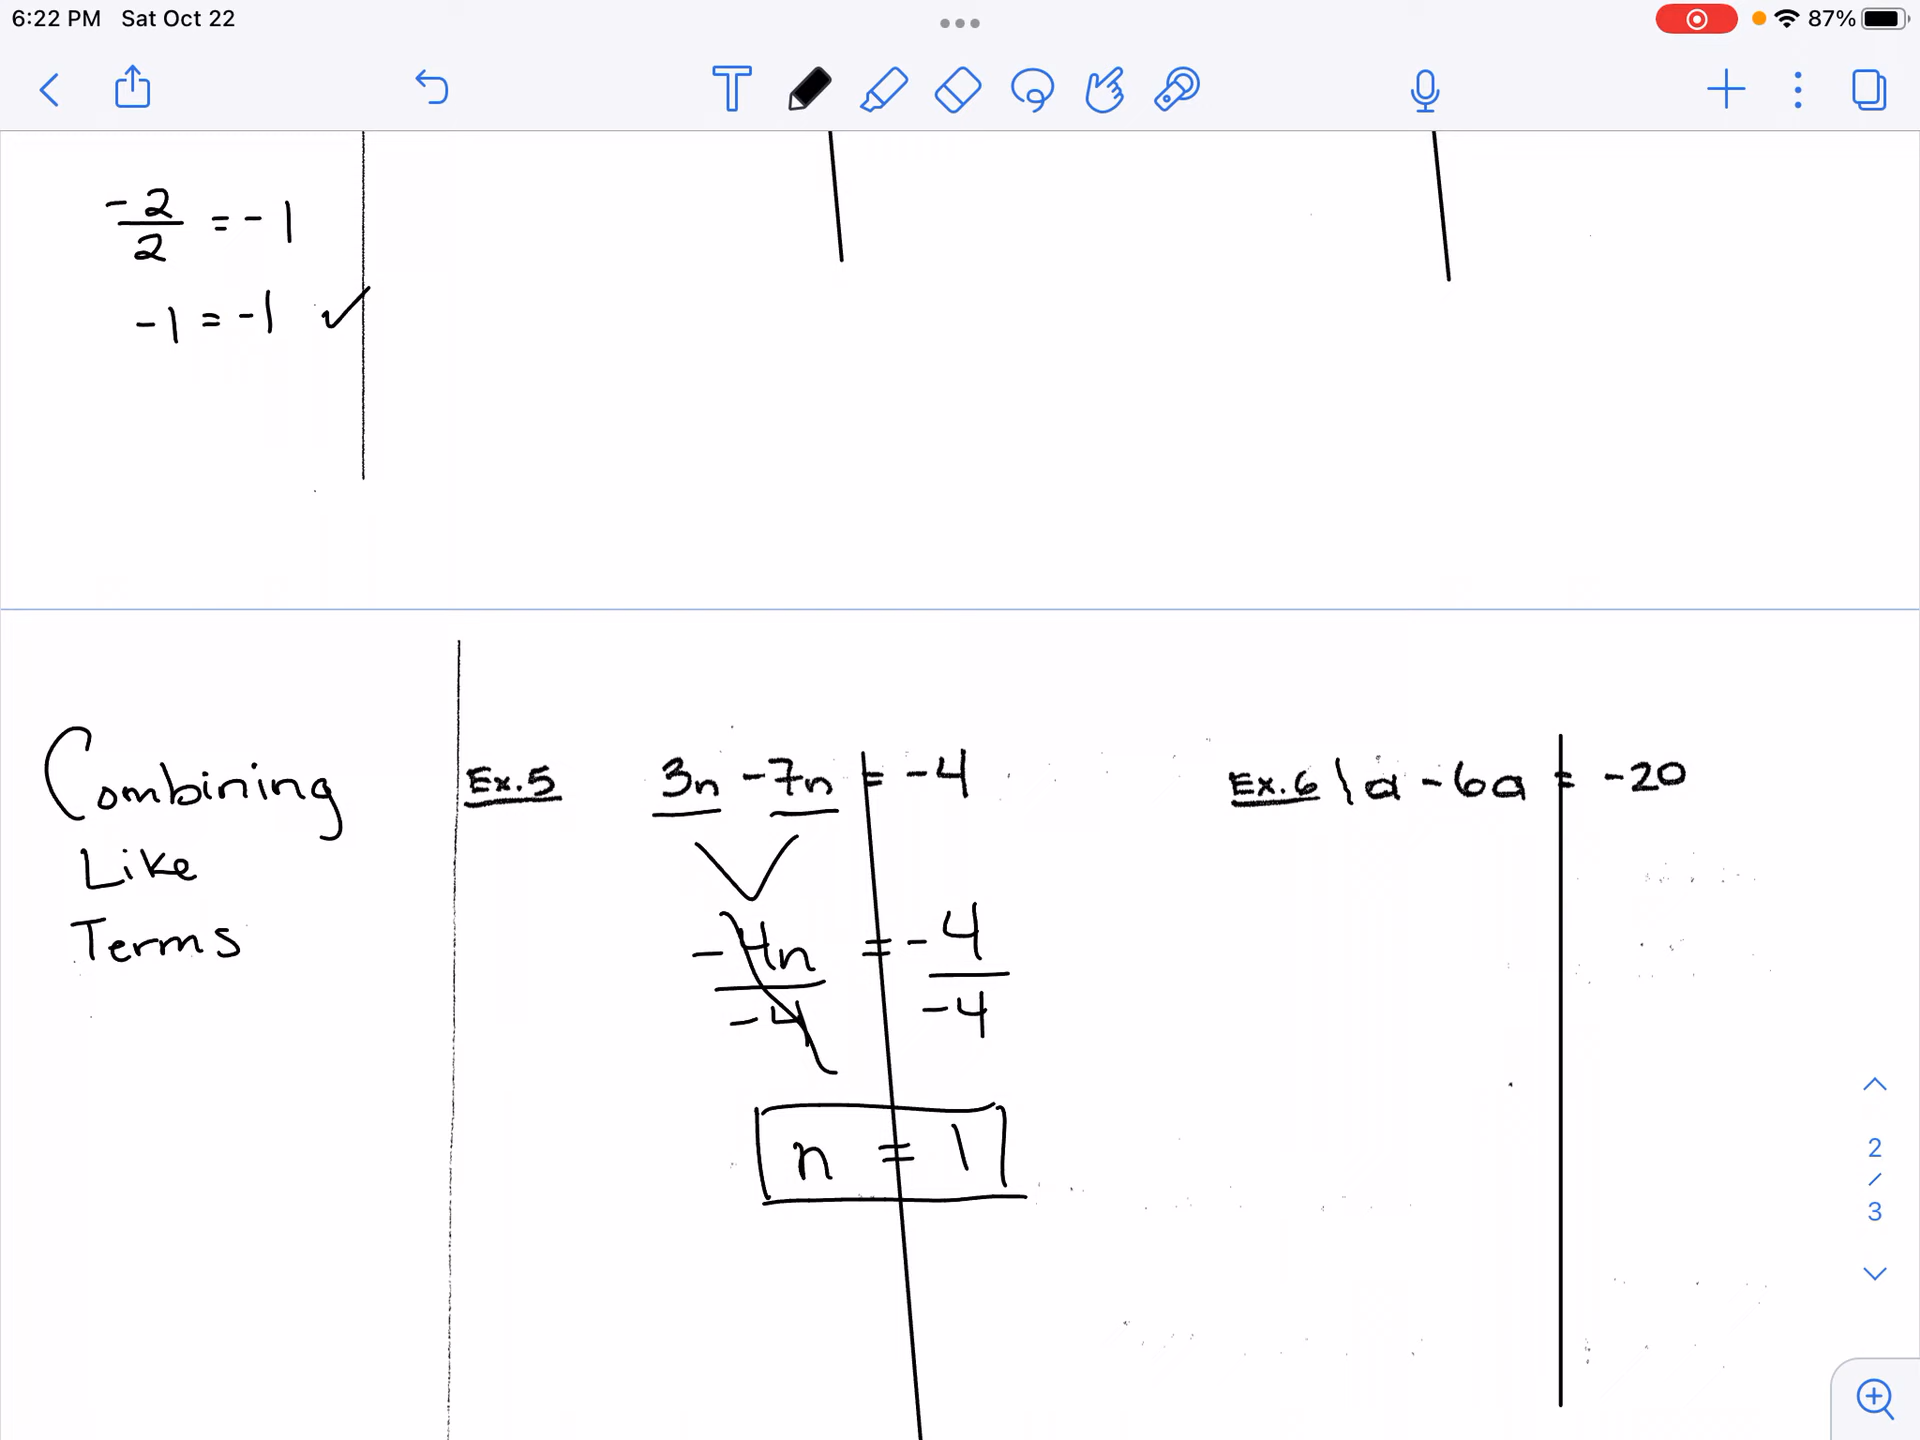 6:22 PM Sat Oct 22
87%
-2/2 = -1
-1 = -1 ✓
Combining
Like
Terms
Ex.5 3n - 7n = -4
-4n/-4 = -4/-4
n = 1
Ex.6 1a - 6a = -20
2
/
3